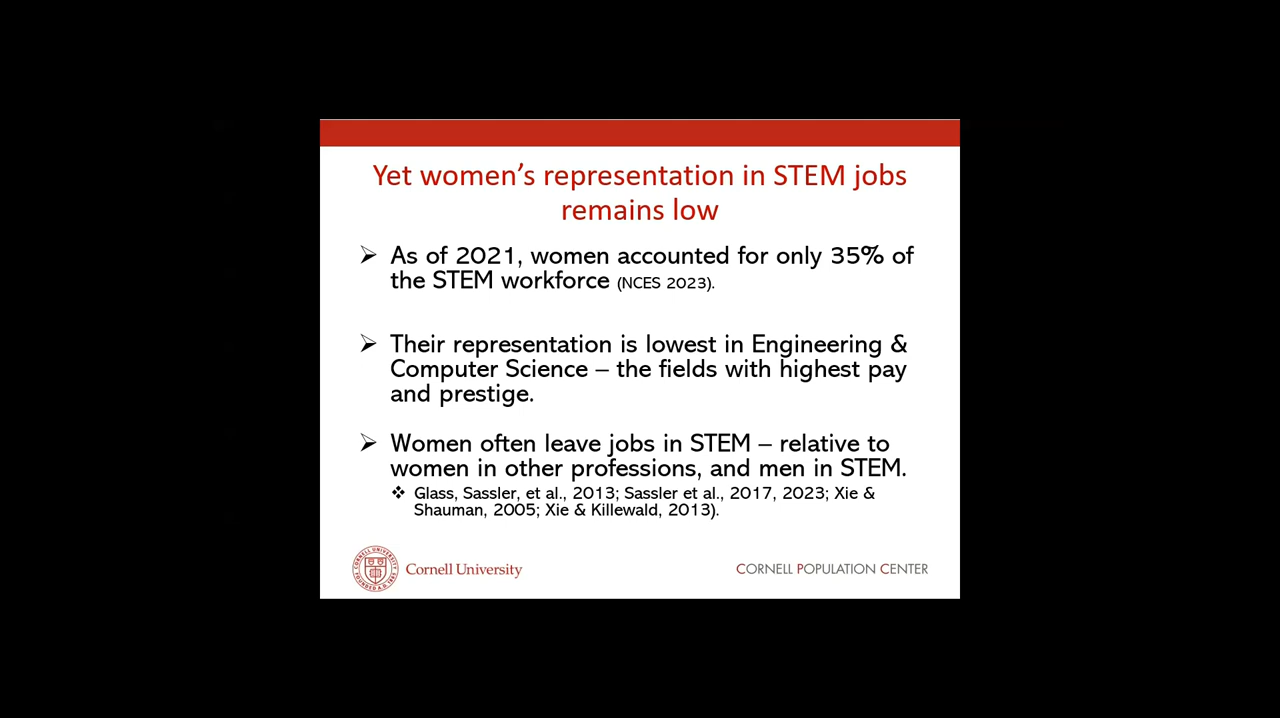 Yet women’s representation in STEM jobs
remains low
➢ As of 2021, women accounted for only 35% of
the STEM workforce (NCES 2023).
➢ Their representation is lowest in Engineering &
Computer Science – the fields with highest pay
and prestige.
➢ Women often leave jobs in STEM – relative to
women in other professions, and men in STEM.
❖ Glass, Sassler, et al., 2013; Sassler et al., 2017, 2023; Xie &
Shauman, 2005; Xie & Killewald, 2013).
Cornell University
CORNELL POPULATION CENTER